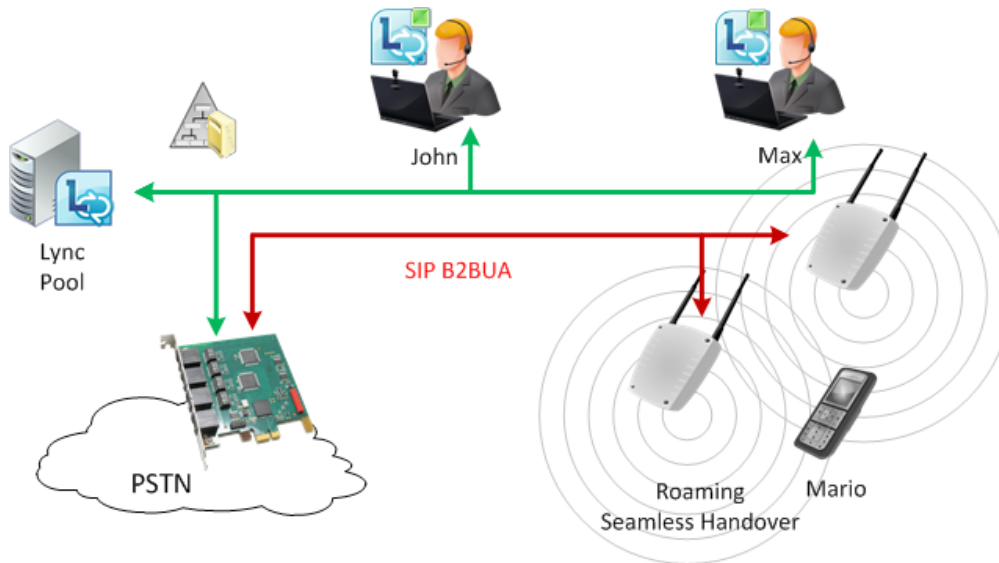 John
Max
Lync
Pool
SIP B2BUA
PSTN
Roaming
Seamless Handover
Mario